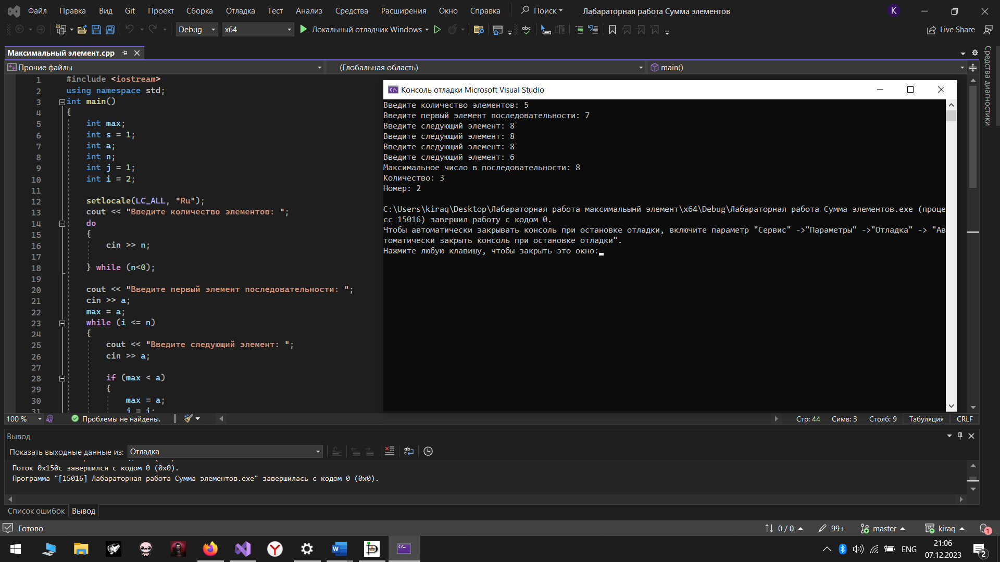 Файл Правка Вид Git Проект Сборка Отладка Тест Анализ Средства Расширения Окно Справка Поиск Лабараторная работа Сумма элементов K
Debug x64 Локальный отладчик Windows Live Share
Максимальный элемент.cpp
Прочие файлы (Глобальная область) main()
Средства диагностики
1 #include <iostream>
2 using namespace std;
3 int main()
4 {
5 int max;
6 int s = 1;
7 int a;
8 int n;
9 int j = 1;
10 int i = 2;
11
12 setlocale(LC_ALL, "Ru");
13 cout << "Введите количество элементов: ";
14 do
15 {
16 cin >> n;
17
18 } while (n<0);
19
20 cout << "Введите первый элемент последовательности: ";
21 cin >> a;
22 max = a;
23 while (i <= n)
24 {
25 cout << "Введите следующий элемент: ";
26 cin >> a;
27
28 if (max < a)
29 {
30 max = a;
31 j = i;
Консоль отладки Microsoft Visual Studio
Введите количество элементов: 5
Введите первый элемент последовательности: 7
Введите следующий элемент: 8
Введите следующий элемент: 8
Введите следующий элемент: 8
Введите следующий элемент: 6
Максимальное число в последовательности: 8
Количество: 3
Номер: 2
C:\Users\kiraq\Desktop\Лабараторная работа максимальынй элемент\x64\Debug\Лабараторная работа Сумма элементов.exe (проце
сс 15016) завершил работу с кодом 0.
Чтобы автоматически закрывать консоль при остановке отладки, включите параметр "Сервис" ->"Параметры" ->"Отладка" -> "Ав
томатически закрыть консоль при остановке отладки".
Нажмите любую клавишу, чтобы закрыть это окно:
100 % Проблемы не найдены. Стр: 44 Симв: 3 Столб: 9 Табуляция CRLF
Вывод
Показать выходные данные из: Отладка
Поток 0x150c завершился с кодом 0 (0x0).
Программа "[15016] Лабараторная работа Сумма элементов.exe" завершилась с кодом 0 (0x0).
Список ошибок Вывод
Готово 0 / 0 99+ master kiraq 1
ENG 21:06
07.12.2023 2